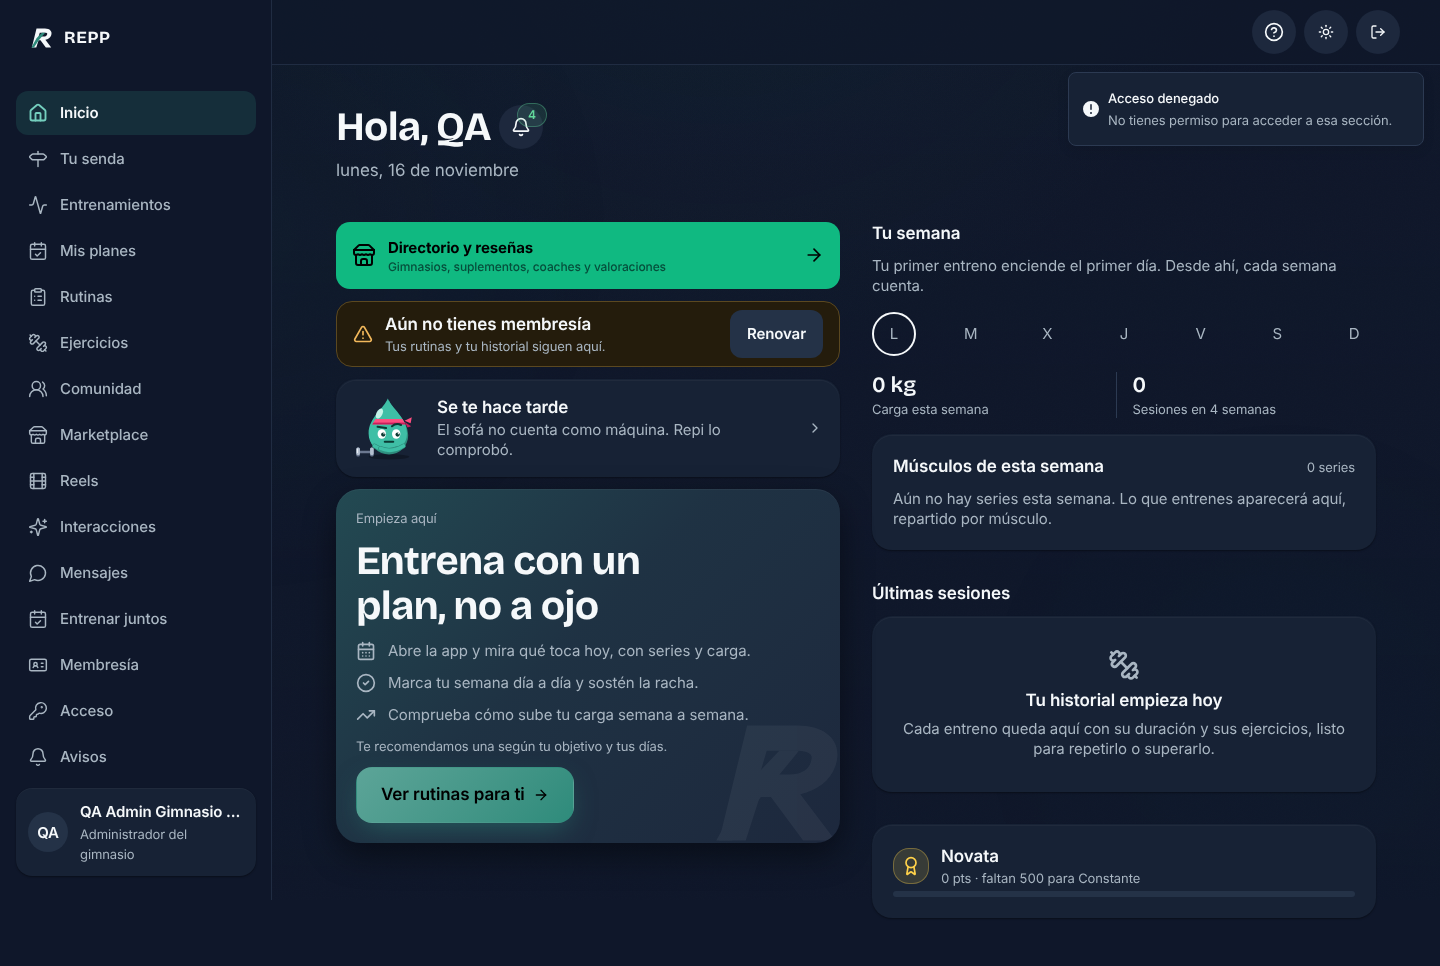 REPP
Inicio
Tu senda
Entrenamientos
Mis planes
Rutinas
Ejercicios
Comunidad
Marketplace
Reels
Interacciones
Mensajes
Entrenar juntos
Membresía
Acceso
Avisos
QA
QA Admin Gimnasio ...
Administrador del
gimnasio
Acceso denegado
No tienes permiso para acceder a esa sección.
Hola, QA
4
lunes, 16 de noviembre
Directorio y reseñas
Gimnasios, suplementos, coaches y valoraciones
Aún no tienes membresía
Tus rutinas y tu historial siguen aquí.
Renovar
Se te hace tarde
El sofá no cuenta como máquina. Repi lo
comprobó.
Empieza aquí
Entrena con un
plan, no a ojo
Abre la app y mira qué toca hoy, con series y carga.
Marca tu semana día a día y sostén la racha.
Comprueba cómo sube tu carga semana a semana.
Te recomendamos una según tu objetivo y tus días.
Ver rutinas para ti
Tu semana
Tu primer entreno enciende el primer día. Desde ahí, cada semana
cuenta.
L M X J V S D
0 kg
Carga esta semana
0
Sesiones en 4 semanas
Músculos de esta semana
0 series
Aún no hay series esta semana. Lo que entrenes aparecerá aquí,
repartido por músculo.
Últimas sesiones
Tu historial empieza hoy
Cada entreno queda aquí con su duración y sus ejercicios, listo
para repetirlo o superarlo.
Novata
0 pts · faltan 500 para Constante